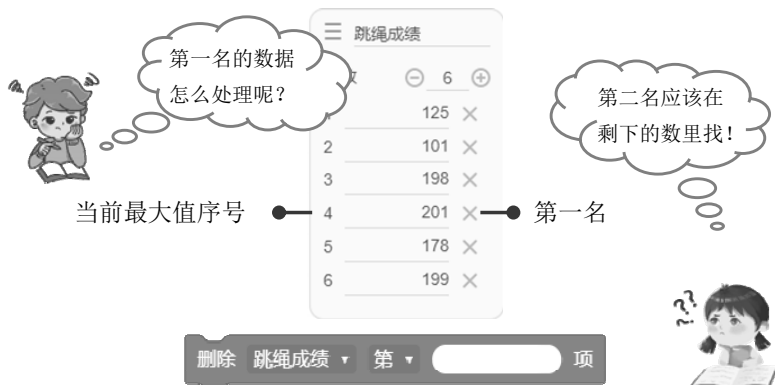 跳绳成绩
第一名的数据
怎么处理呢?
6
125
2 101
3 198
4 201
5 178
6 199
第二名应该在
剩下的数里找!
当前最大值序号
第一名
删除 跳绳成绩 第 项
???